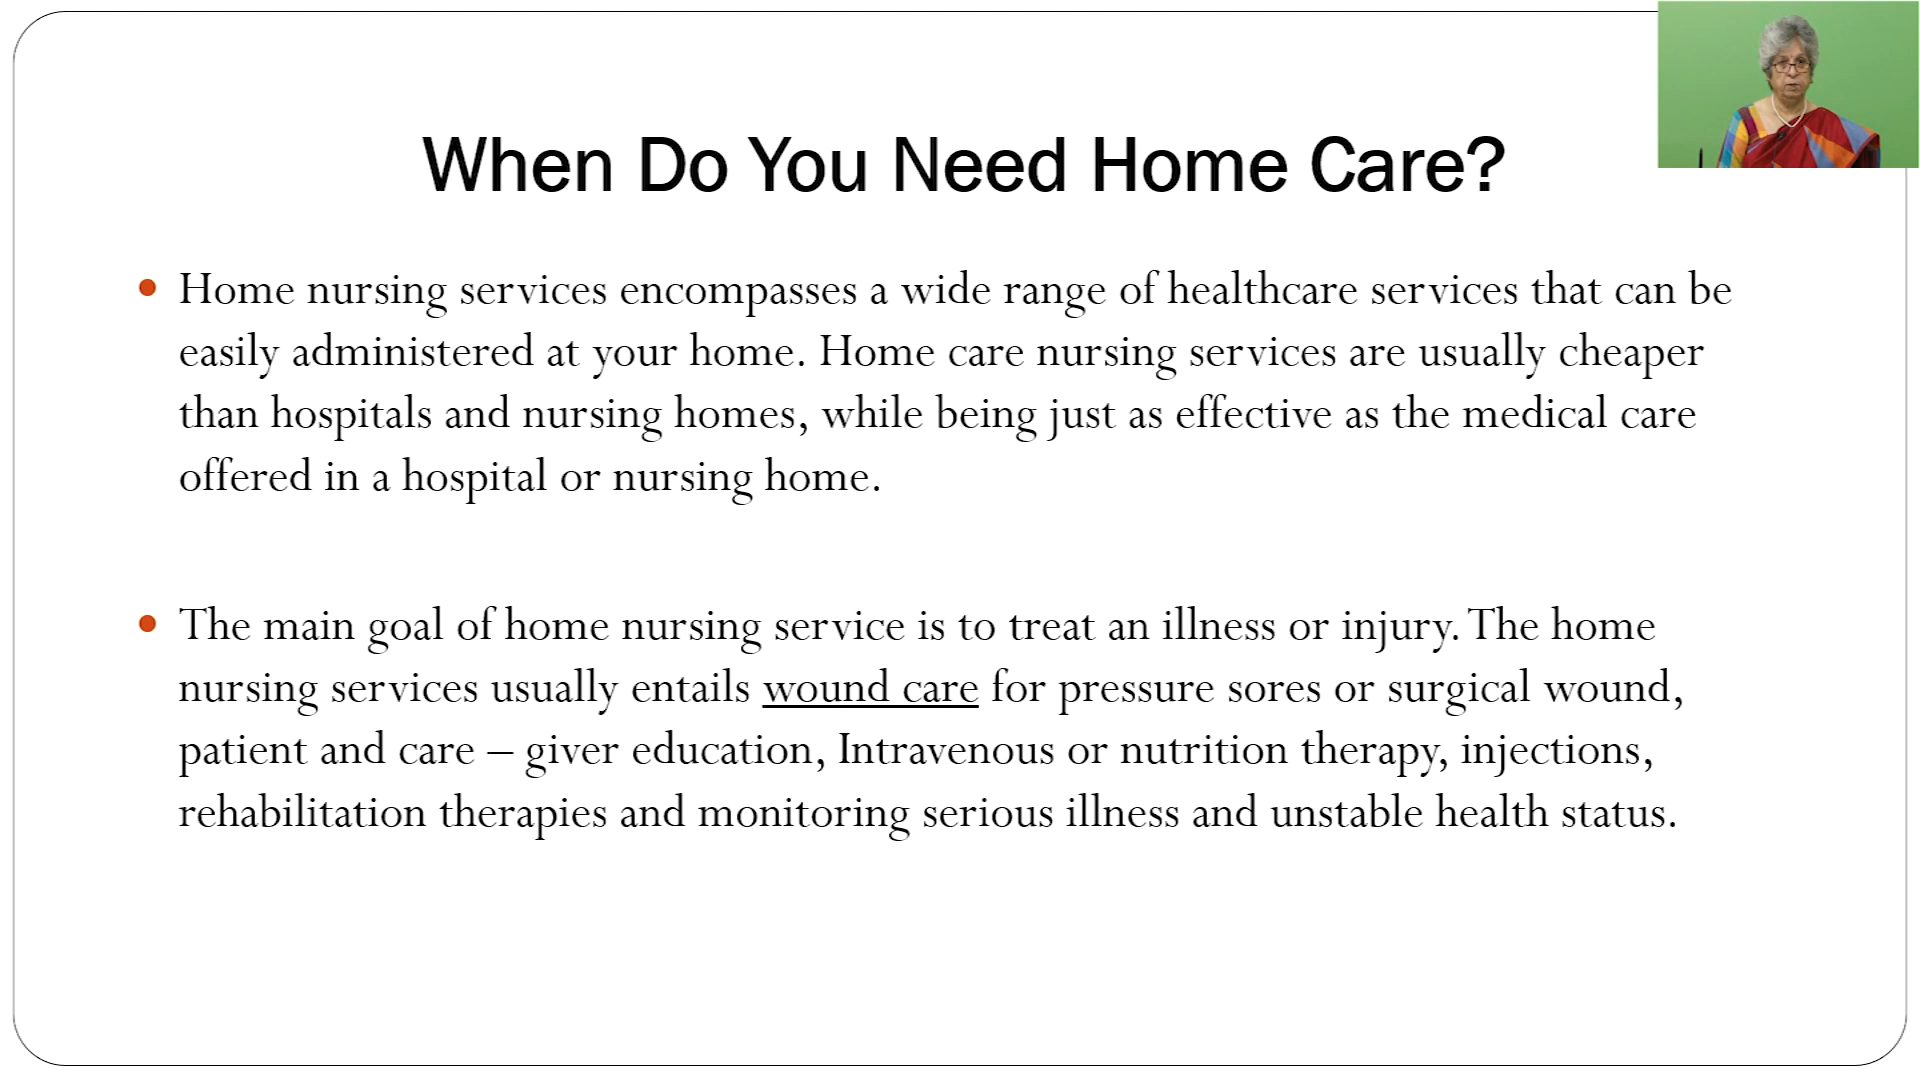 When Do You Need Home Care?
• Home nursing services encompasses a wide range of healthcare services that can be
easily administered at your home. Home care nursing services are usually cheaper
than hospitals and nursing homes, while being just as effective as the medical care
offered in a hospital or nursing home.
• The main goal of home nursing service is to treat an illness or injury. The home
nursing services usually entails wound care for pressure sores or surgical wound,
patient and care – giver education, Intravenous or nutrition therapy, injections,
rehabilitation therapies and monitoring serious illness and unstable health status.